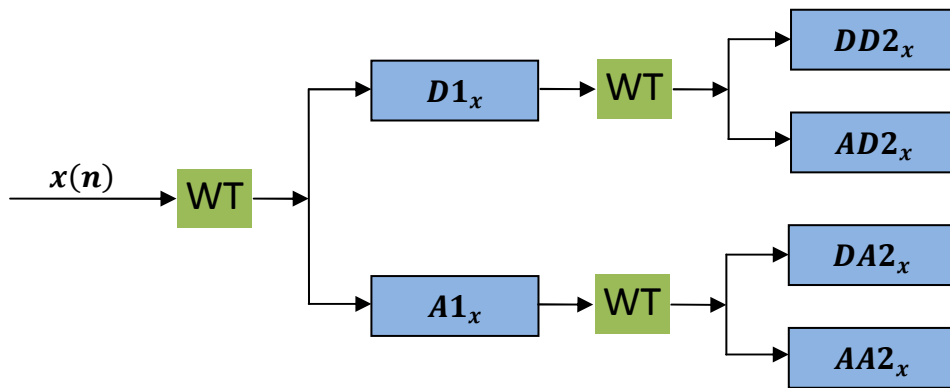 DD2ₓ
D1ₓ
WT
AD2ₓ
x(n)
WT
DA2ₓ
A1ₓ
WT
AA2ₓ